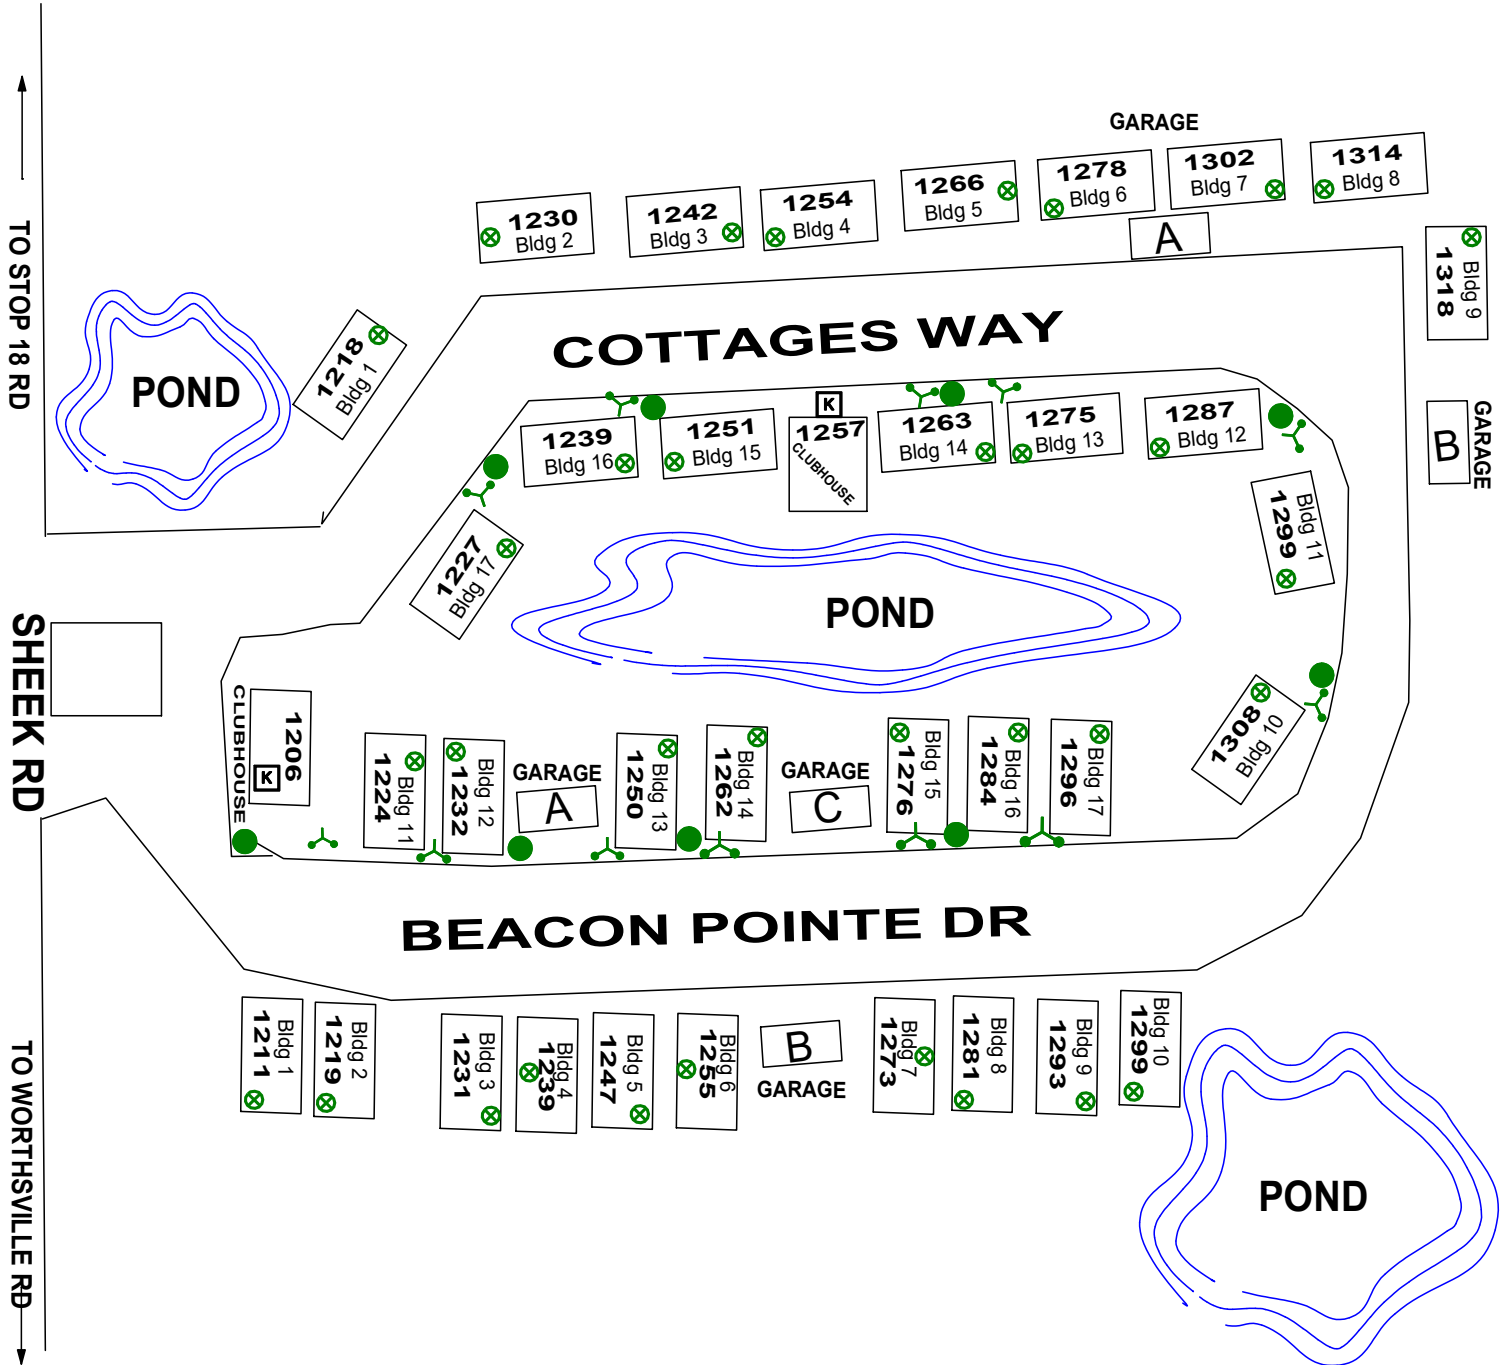 GARAGE
1230
Bldg 2
1242
Bldg 3
1254
Bldg 4
1266
Bldg 5
1278
Bldg 6
1302
Bldg 7
1314
Bldg 8
A
1318
Bldg 9
TO STOP 18 RD
POND
1218
Bldg 1
COTTAGES WAY
B
GARAGE
1239
Bldg 16
1251
Bldg 15
K
1257
CLUBHOUSE
1263
Bldg 14
1275
Bldg 13
1287
Bldg 12
1299
Bldg 11
1227
Bldg 17
POND
1308
Bldg 10
SHEEK RD
CLUBHOUSE
1206
K
1224
Bldg 11
1232
Bldg 12
GARAGE
A
1250
Bldg 13
1262
Bldg 14
GARAGE
C
1276
Bldg 15
1284
Bldg 16
1296
Bldg 17
BEACON POINTE DR
1211
Bldg 1
1219
Bldg 2
1231
Bldg 3
1239
Bldg 4
1247
Bldg 5
1255
Bldg 6
B
GARAGE
1273
Bldg 7
1281
Bldg 8
1293
Bldg 9
1299
Bldg 10
POND
TO WORTHSVILLE RD